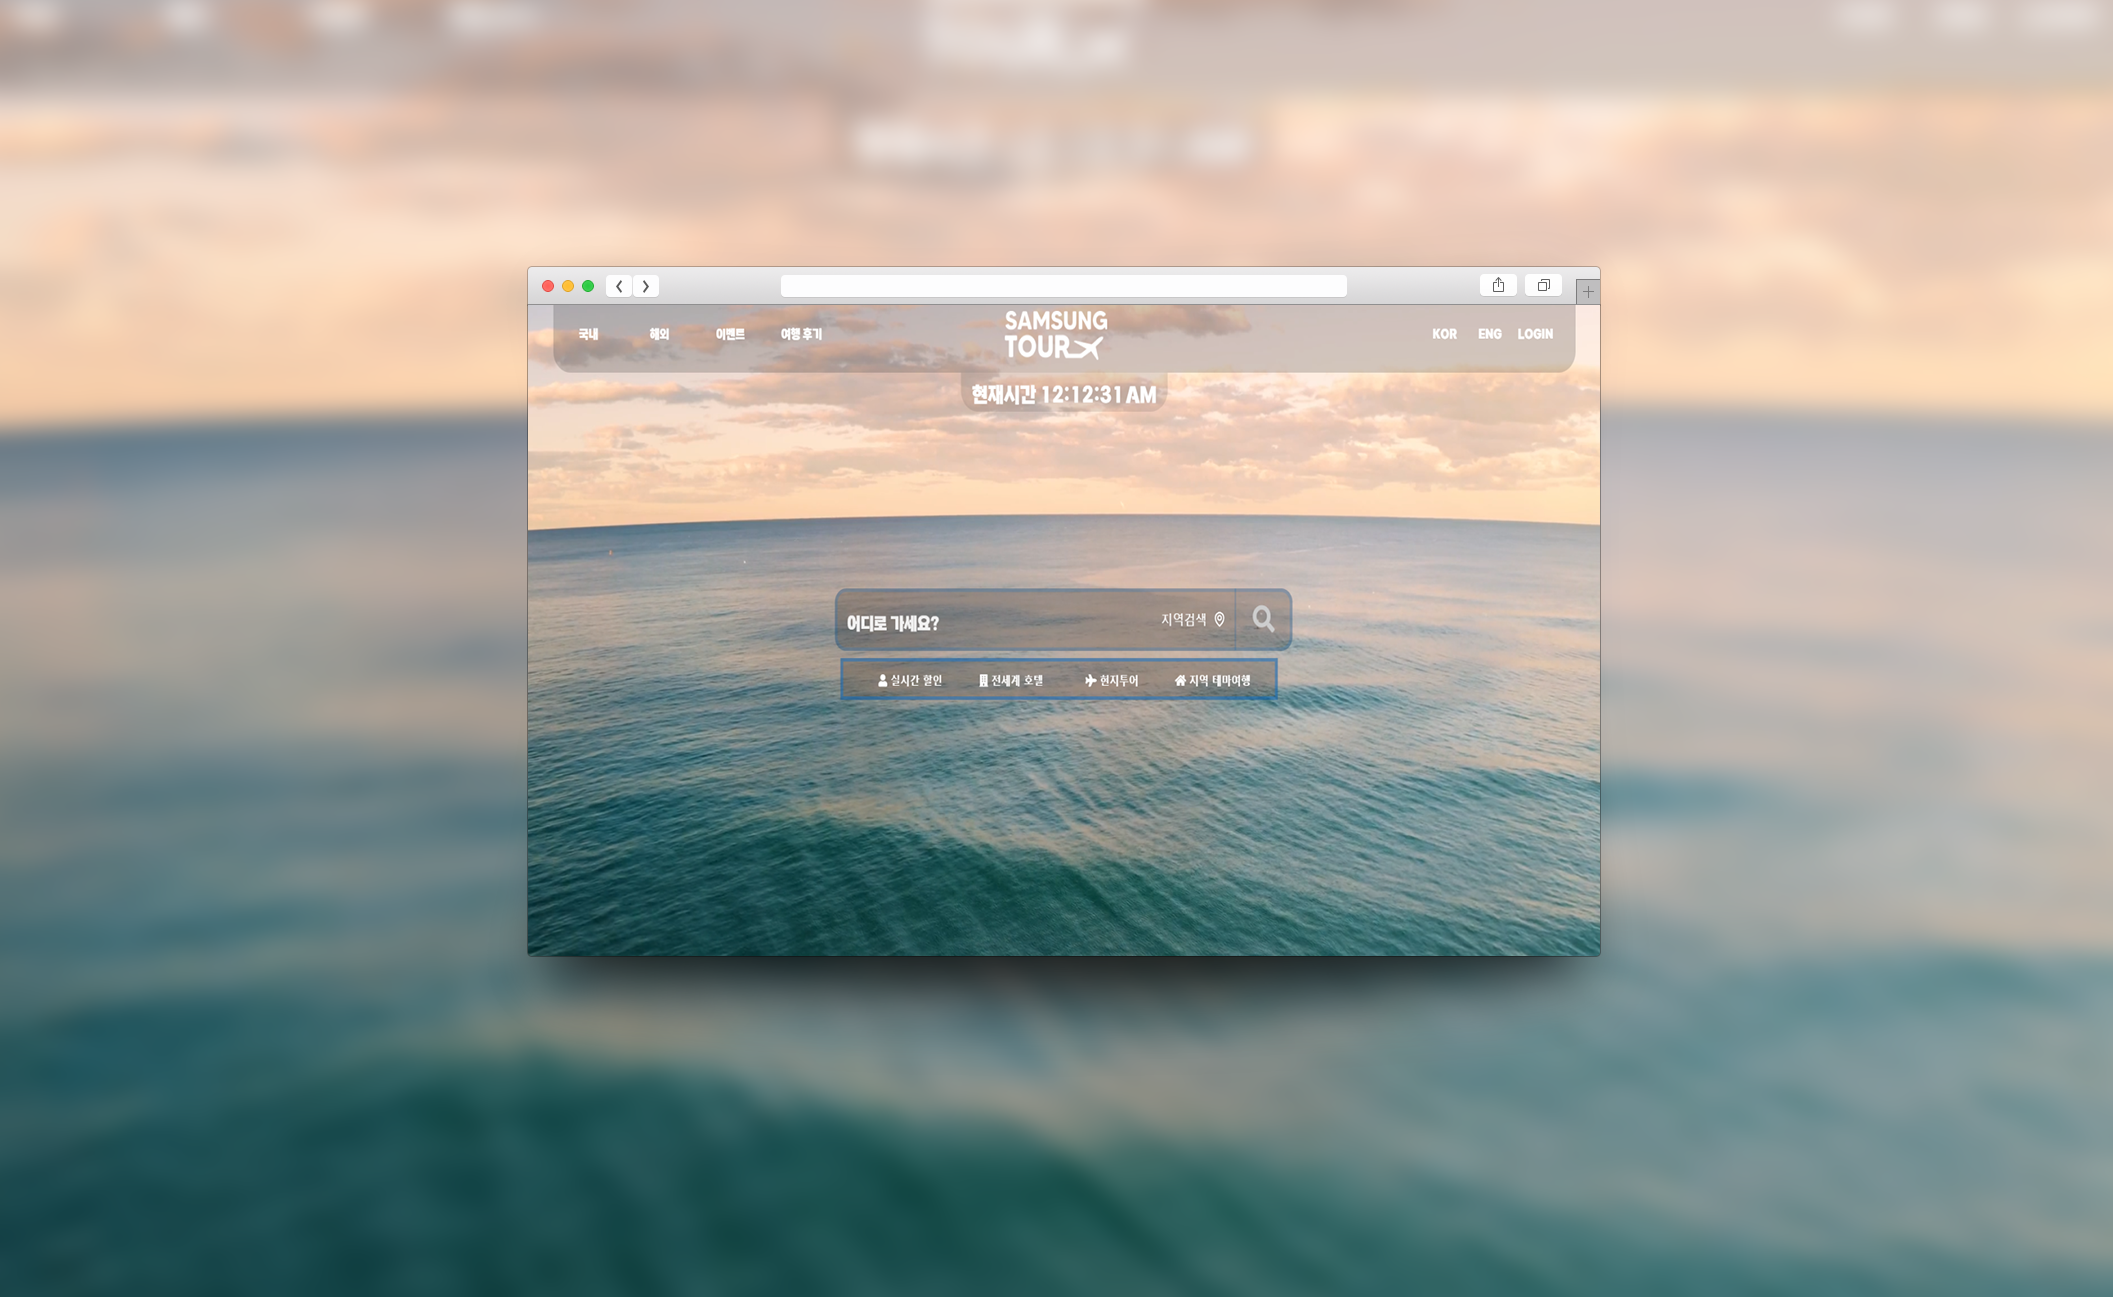 국내 해외 이벤트 여행 후기
SAMSUNG
TOUR
KOR ENG LOGIN
현재시간 12:12:31 AM
어디로 가세요? 지역검색
실시간 할인 전세계 호텔 현지투어 지역 테마여행